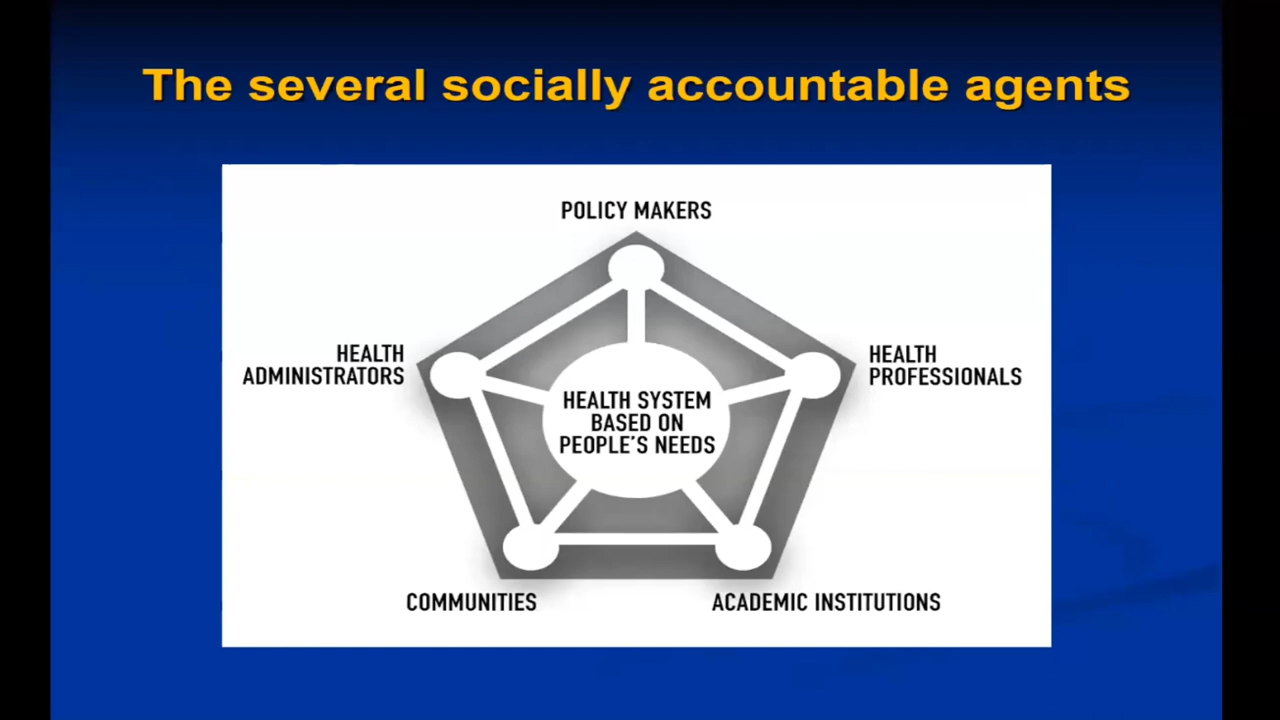 The several socially accountable agents
POLICY MAKERS
HEALTH
ADMINISTRATORS
HEALTH
PROFESSIONALS
HEALTH SYSTEM
BASED ON
PEOPLE'S NEEDS
COMMUNITIES
ACADEMIC INSTITUTIONS